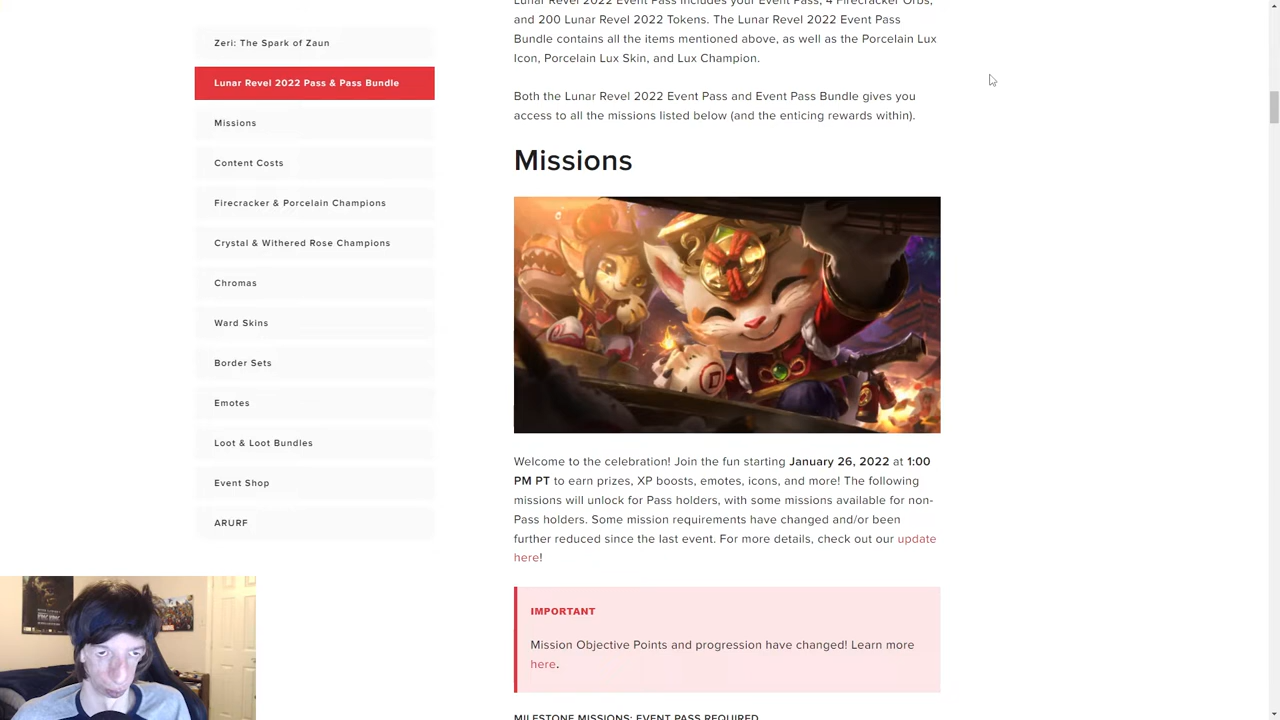 Zeri: The Spark of Zaun
Lunar Revel 2022 Pass & Pass Bundle
Missions
Content Costs
Firecracker & Porcelain Champions
Crystal & Withered Rose Champions
Chromas
Ward Skins
Border Sets
Emotes
Loot & Loot Bundles
Event Shop
ARURF
Lunar Revel 2022 Event Pass includes your Event Pass, 4 Firecracker Orbs,
and 200 Lunar Revel 2022 Tokens. The Lunar Revel 2022 Event Pass
Bundle contains all the items mentioned above, as well as the Porcelain Lux
Icon, Porcelain Lux Skin, and Lux Champion.
Both the Lunar Revel 2022 Event Pass and Event Pass Bundle gives you
access to all the missions listed below (and the enticing rewards within).
Missions
Welcome to the celebration! Join the fun starting January 26, 2022 at 1:00
PM PT to earn prizes, XP boosts, emotes, icons, and more! The following
missions will unlock for Pass holders, with some missions available for non-
Pass holders. Some mission requirements have changed and/or been
further reduced since the last event. For more details, check out our update
here!
IMPORTANT
Mission Objective Points and progression have changed! Learn more
here.
MILESTONE MISSIONS: EVENT PASS REQUIRED